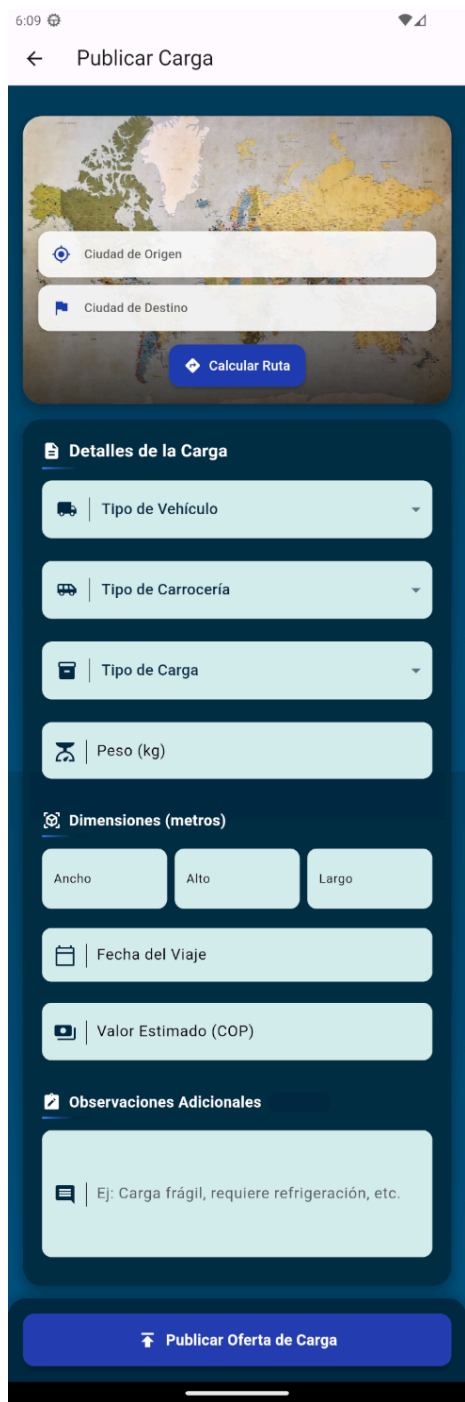 6:09
Publicar Carga
Ciudad de Origen
Ciudad de Destino
Calcular Ruta
Detalles de la Carga
Tipo de Vehículo
Tipo de Carrocería
Tipo de Carga
Peso (kg)
Dimensiones (metros)
Ancho Alto Largo
Fecha del Viaje
Valor Estimado (COP)
Observaciones Adicionales
Ej: Carga frágil, requiere refrigeración, etc.
Publicar Oferta de Carga